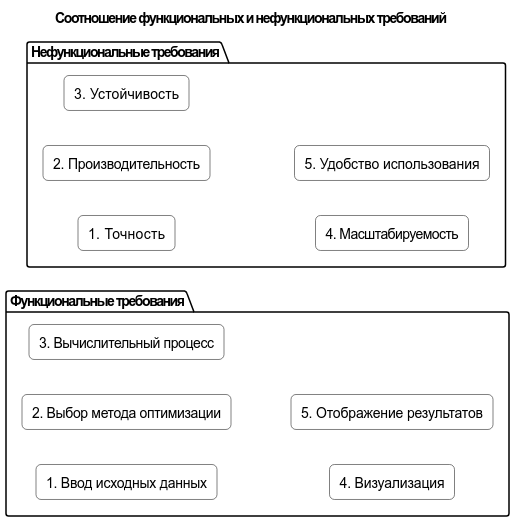 Соотношение функциональных и нефункциональных требований
Нефункциональные требования
3. Устойчивость
2. Производительность
5. Удобство использования
1. Точность
4. Масштабируемость
Функциональные требования
3. Вычислительный процесс
2. Выбор метода оптимизации
5. Отображение результатов
1. Ввод исходных данных
4. Визуализация